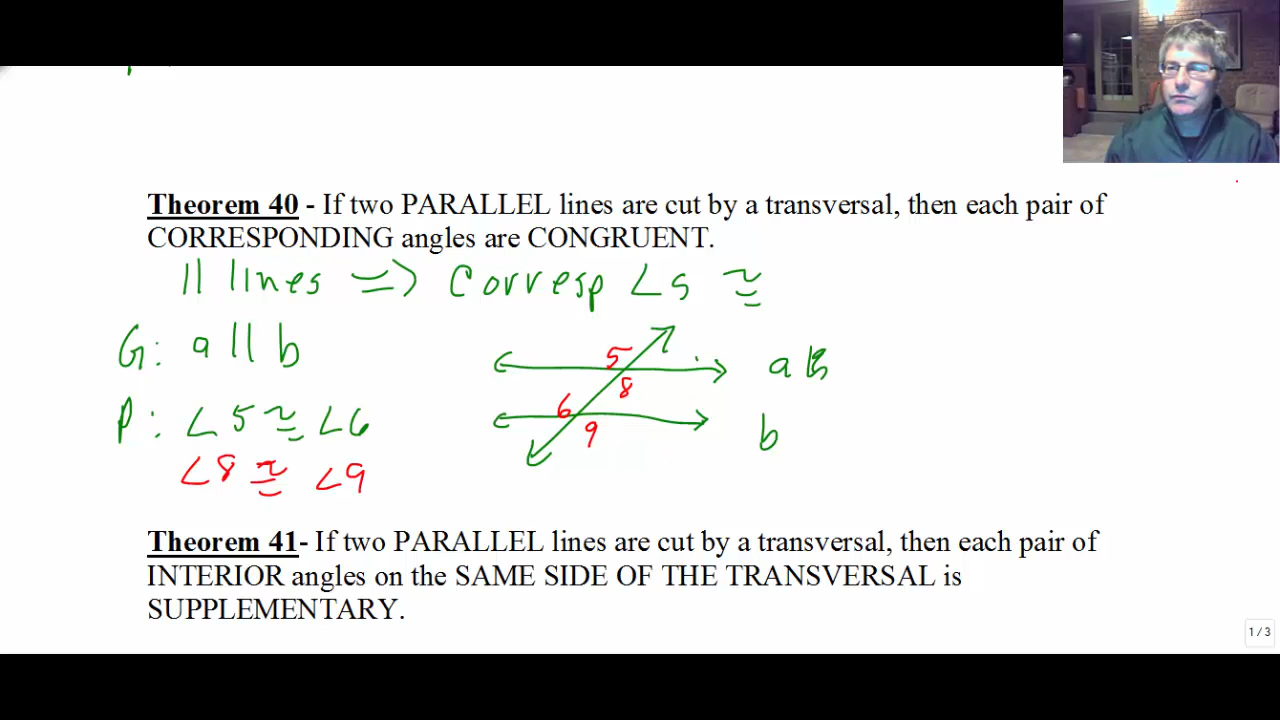 Theorem 40 - If two PARALLEL lines are cut by a transversal, then each pair of
CORRESPONDING angles are CONGRUENT.
|| lines => Corresp ∠s ≅
G: a || b
P: ∠5 ≅ ∠6
∠8 ≅ ∠9
5
8
a
6
9
b
Theorem 41- If two PARALLEL lines are cut by a transversal, then each pair of
INTERIOR angles on the SAME SIDE OF THE TRANSVERSAL is
SUPPLEMENTARY.
1 / 3